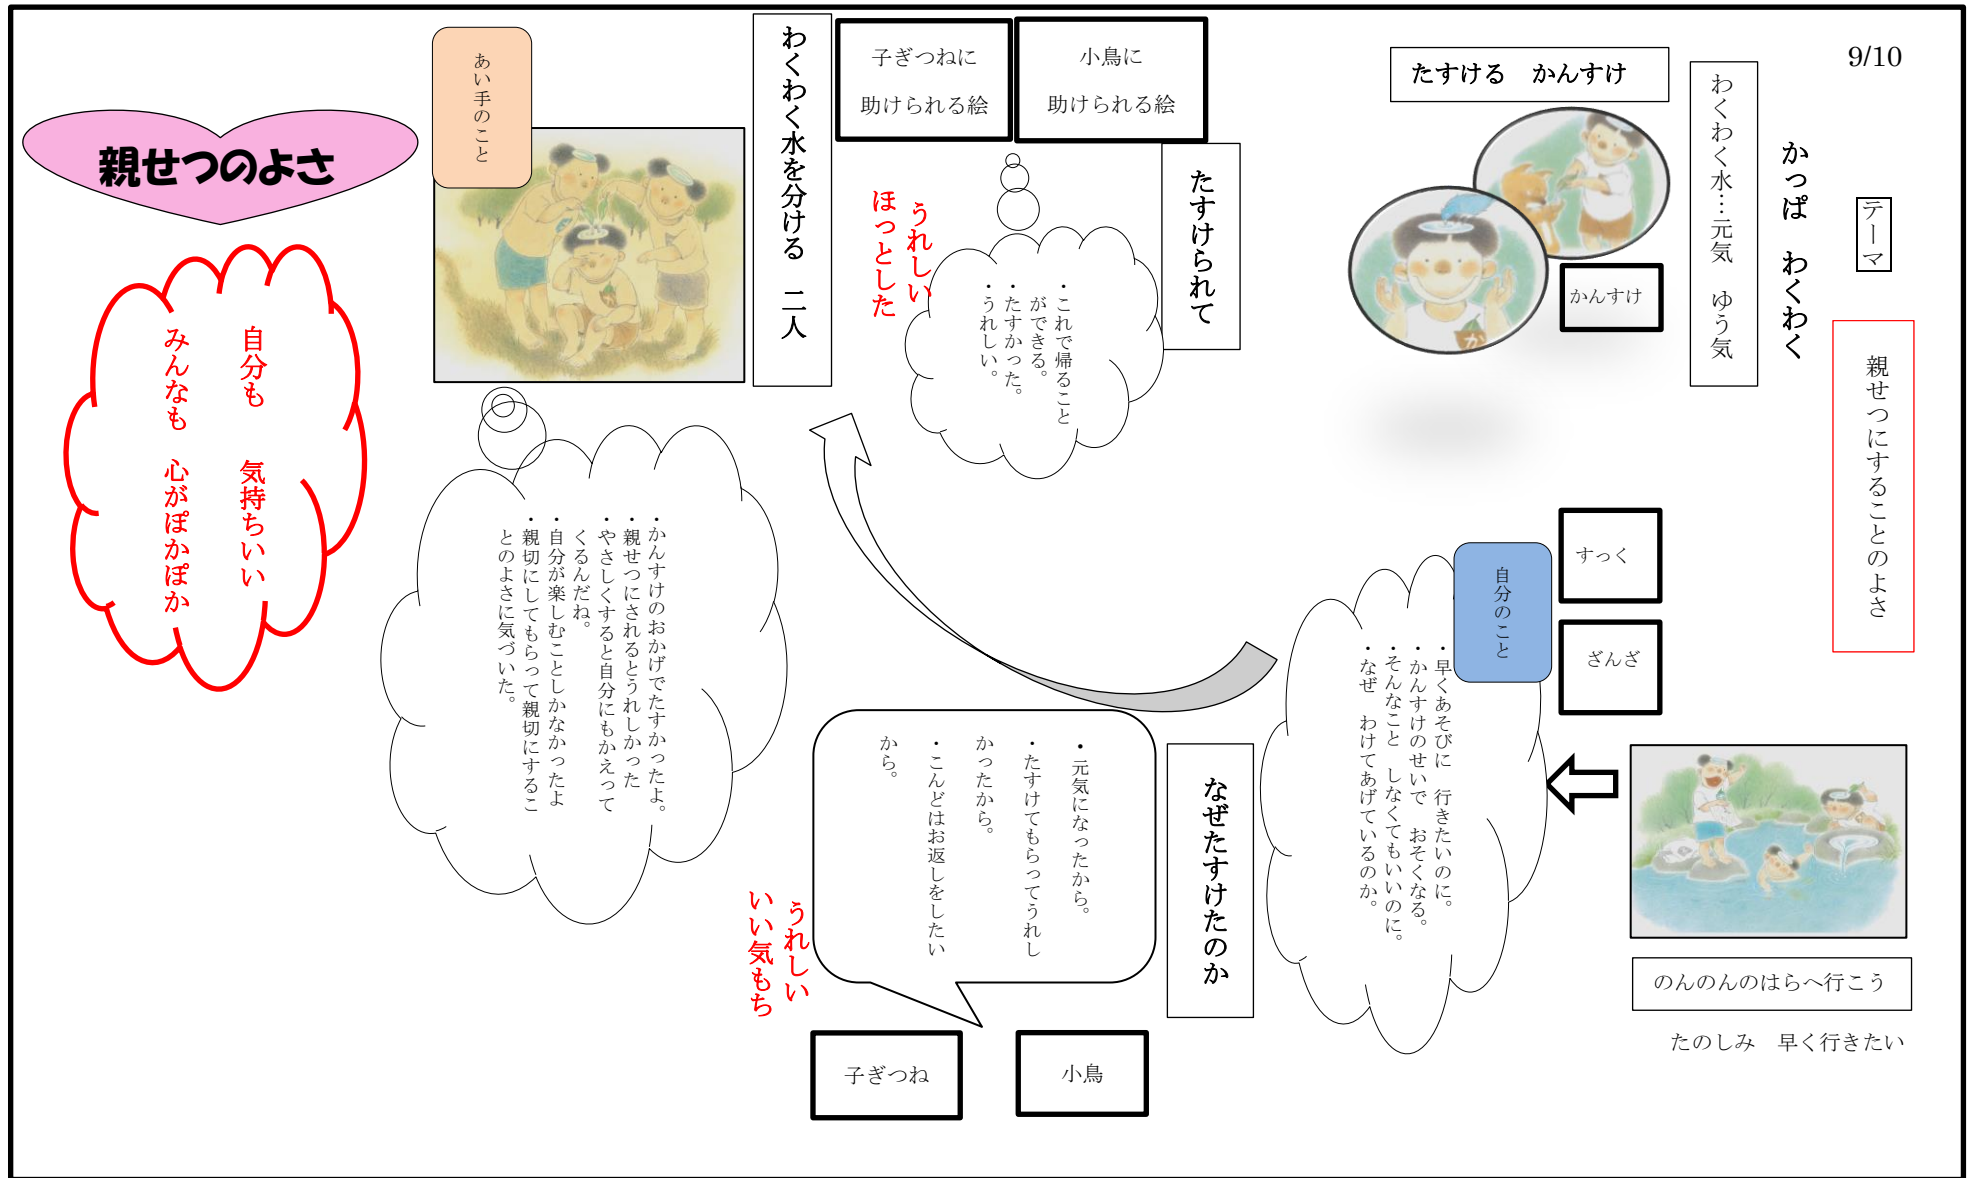 9/10
テーマ
親せつにすることのよさ
かっぱ　わくわく
わくわく水…元気　ゆう気
たすける　かんすけ
かんすけ
か
すっく
ざんざ
のんのんのはらへ行こう
たのしみ　早く行きたい
自分のこと
・早くあそびに　行きたいのに。
・かんすけのせいで　おそくなる。
・そんなこと　しなくてもいいのに。
・なぜ　わけてあげているのか。
小鳥に
助けられる絵
子ぎつねに
助けられる絵
たすけられて
・これで帰ること
ができる。
・たすかった。
・うれしい。
うれしい
ほっとした
なぜたすけたのか
・元気になったから。
・たすけてもらってうれし
かったから。
・こんどはお返しをしたい
から。
うれしい
いい気もち
小鳥
子ぎつね
わくわく水を分ける　二人
あい手のこと
・かんすけのおかげでたすかったよ。
・親せつにされるとうれしかった
・やさしくすると自分にもかえって
くるんだね。
・自分が楽しむことしかなかったよ
・親切にしてもらって親切にするこ
とのよさに気づいた。
親せつのよさ
自分も　気持ちいい
みんなも　心がぽかぽか